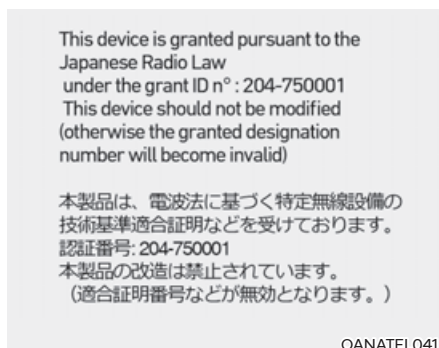 This device is granted pursuant to the
Japanese Radio Law
under the grant ID n° : 204-750001
This device should not be modified
(otherwise the granted designation
number will become invalid)
本製品は、電波法に基づく特定無線設備の
技術基準適合証明などを受けております。
認証番号: 204-750001
本製品の改造は禁止されています。
（適合証明番号などが無効となります。）
OANATEL041